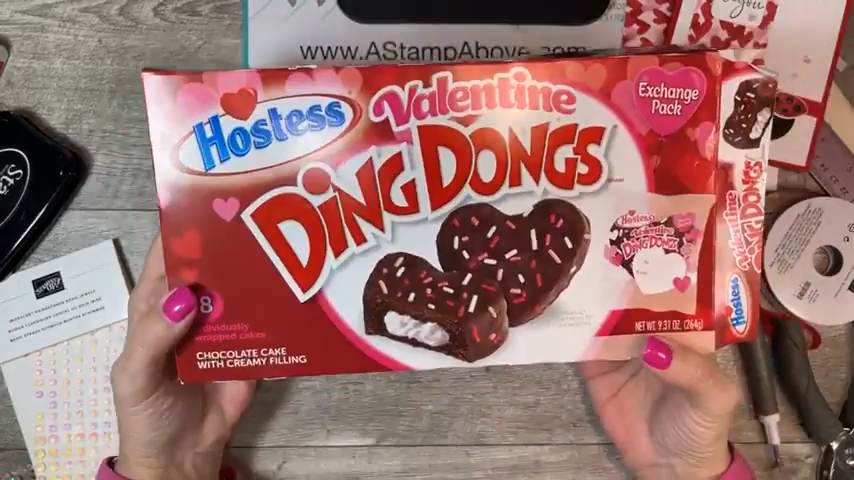 www.AStampAbove.com
you
Hostess
Valentine
Exchange
Pack
DING DONGS
Hostess
Valentine
DING DONGS
8
individually
wrapped cakes
CHOCOLATE CAKE
WITH CREAMY FILLING
NET WT. 9.31 OZ. (264g)
Hostess
Valentine
DING DONGS